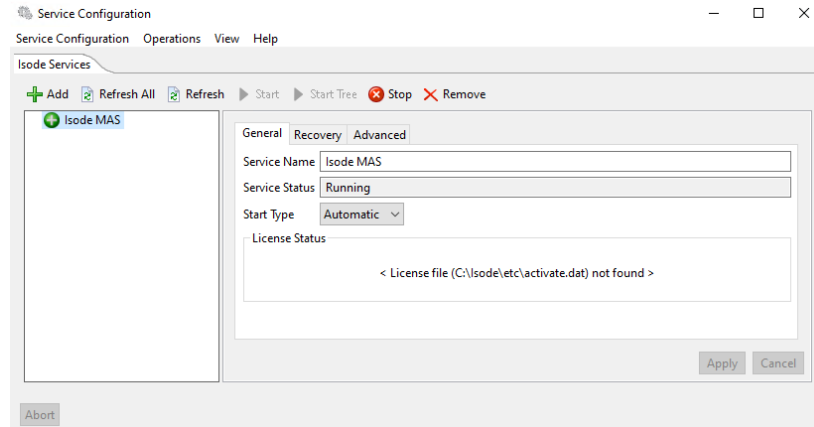 Service Configuration
Service Configuration Operations View Help
Isode Services
Add Refresh All Refresh Start Start Tree Stop Remove
Isode MAS
General Recovery Advanced
Service Name Isode MAS
Service Status Running
Start Type Automatic
License Status
< License file (C:\Isode\etc\activate.dat) not found >
Apply Cancel
Abort